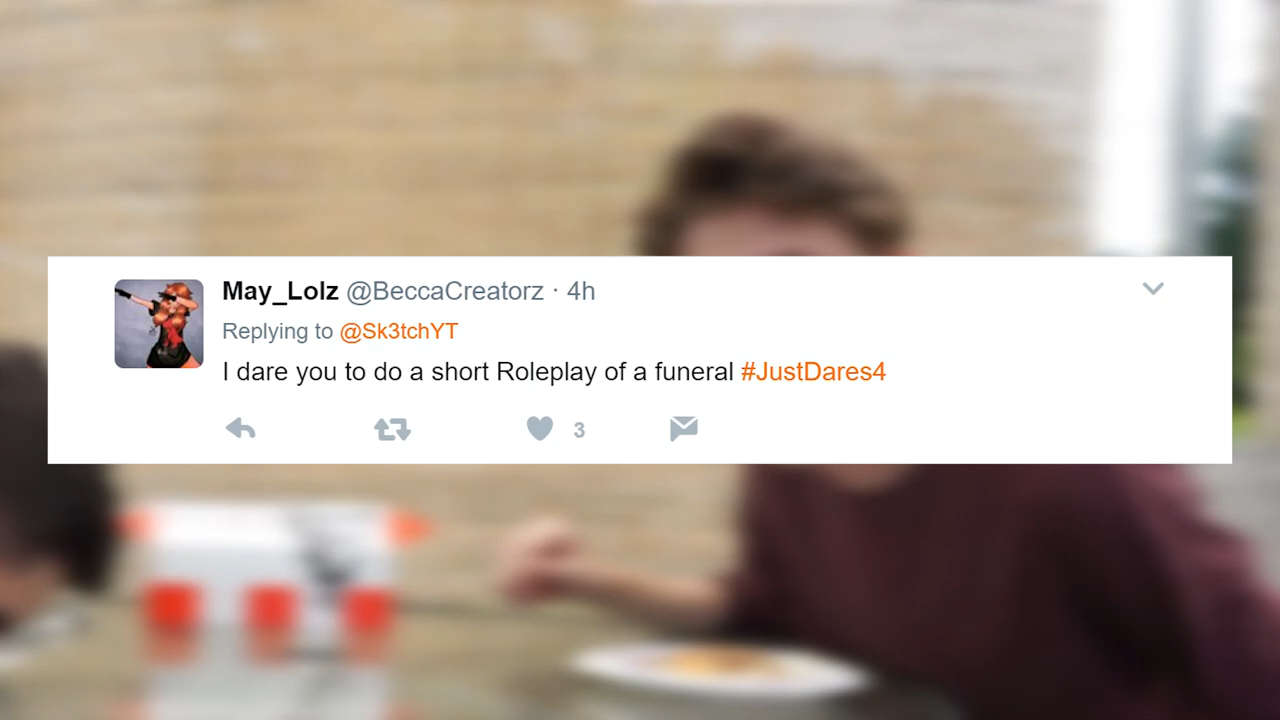 May_Lolz @BeccaCreatorz · 4h
Replying to @Sk3tchYT
I dare you to do a short Roleplay of a funeral #JustDares4
3